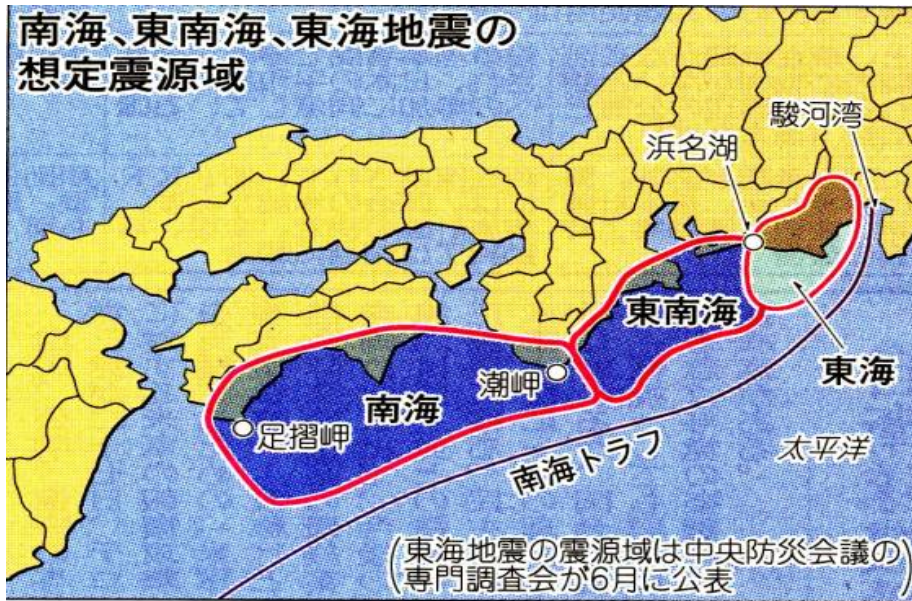 南海、東南海、東海地震の
想定震源域
駿河湾
浜名湖
東南海
東海
潮岬
南海
足摺岬
南海トラフ
太平洋
(東海地震の震源域は中央防災会議の
専門調査会が6月に公表)